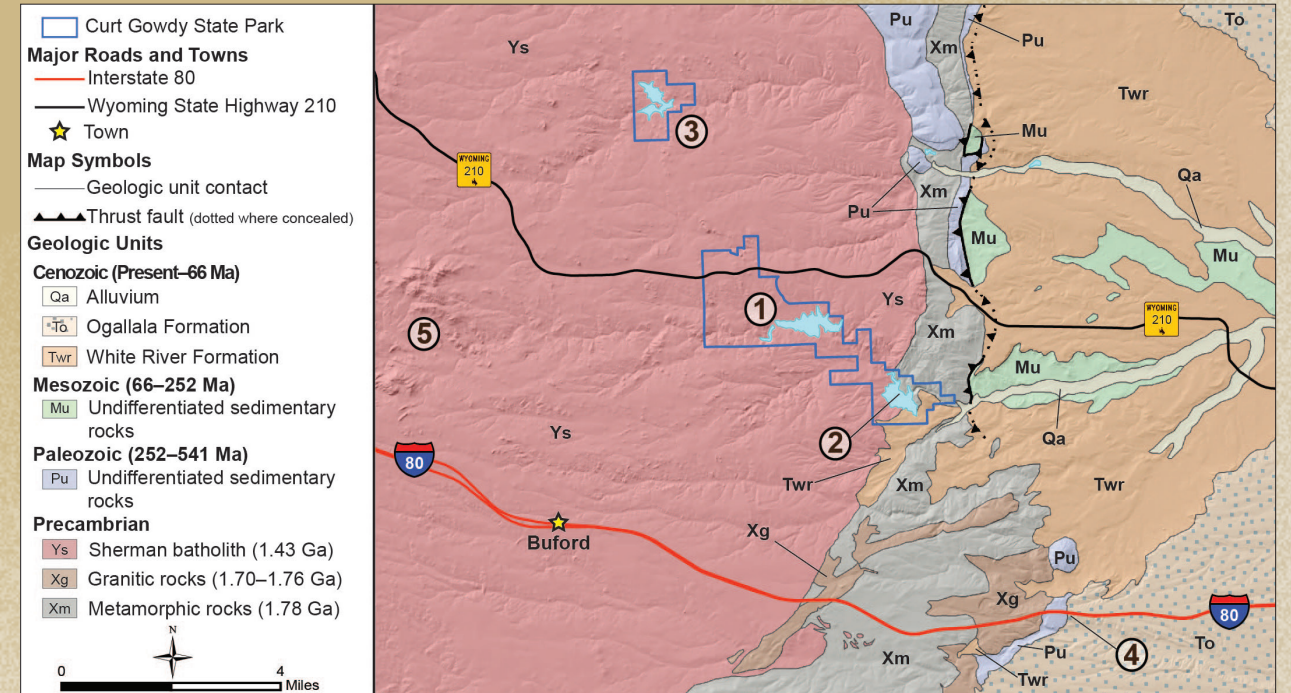 Curt Gowdy State Park
Major Roads and Towns
Interstate 80
Wyoming State Highway 210
Town
Map Symbols
Geologic unit contact
Thrust fault (dotted where concealed)
Geologic Units
Cenozoic (Present–66 Ma)
Qa Alluvium
To Ogallala Formation
Twr White River Formation
Mesozoic (66–252 Ma)
Mu Undifferentiated sedimentary
rocks
Paleozoic (252–541 Ma)
Pu Undifferentiated sedimentary
rocks
Precambrian
Ys Sherman batholith (1.43 Ga)
Xg Granitic rocks (1.70–1.76 Ga)
Xm Metamorphic rocks (1.78 Ga)
N
0 4
Miles
Pu
To
Ys
Xm
Pu
Twr
3
Mu
WYOMING
210
Qa
Xm
Pu
Mu
Mu
Ys
1
WYOMING
210
5
Xm
Mu
Ys
2
Qa
80
Twr
Xm
Twr
Xg
Buford
Pu
Xg
80
To
4
Pu
Xm
Twr